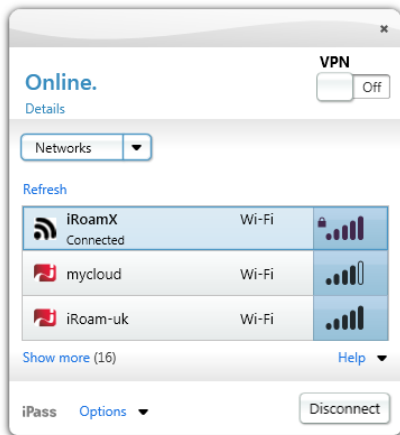 VPN
Online.
Off
Details
Networks
Refresh
iRoamX Wi-Fi
Connected
mycloud Wi-Fi
iRoam-uk Wi-Fi
Show more (16) Help
iPass Options Disconnect